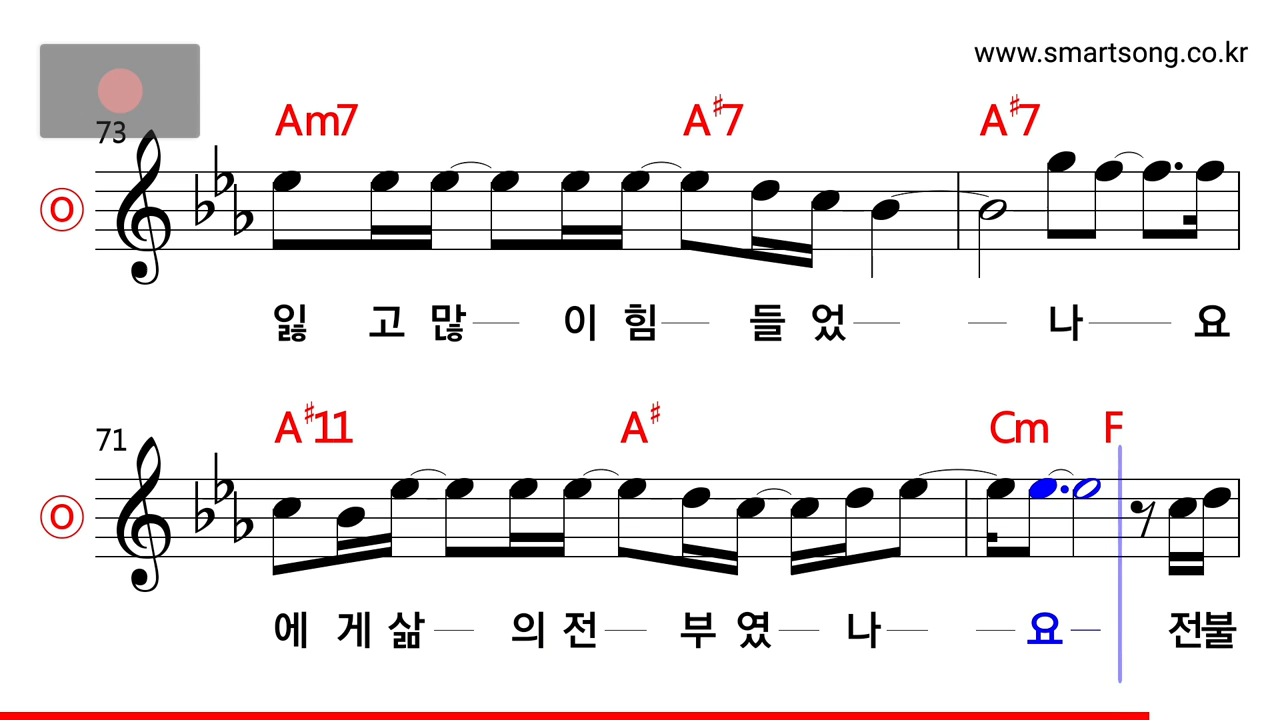 www.smartsong.co.kr
Am7 A♯7 A♯7
73
O
잃 고 많 이 힘 들 었 나 요
A♯11 A♯ Cm F
71
O
에 게 삶 의 전 부 였 나 요 전불